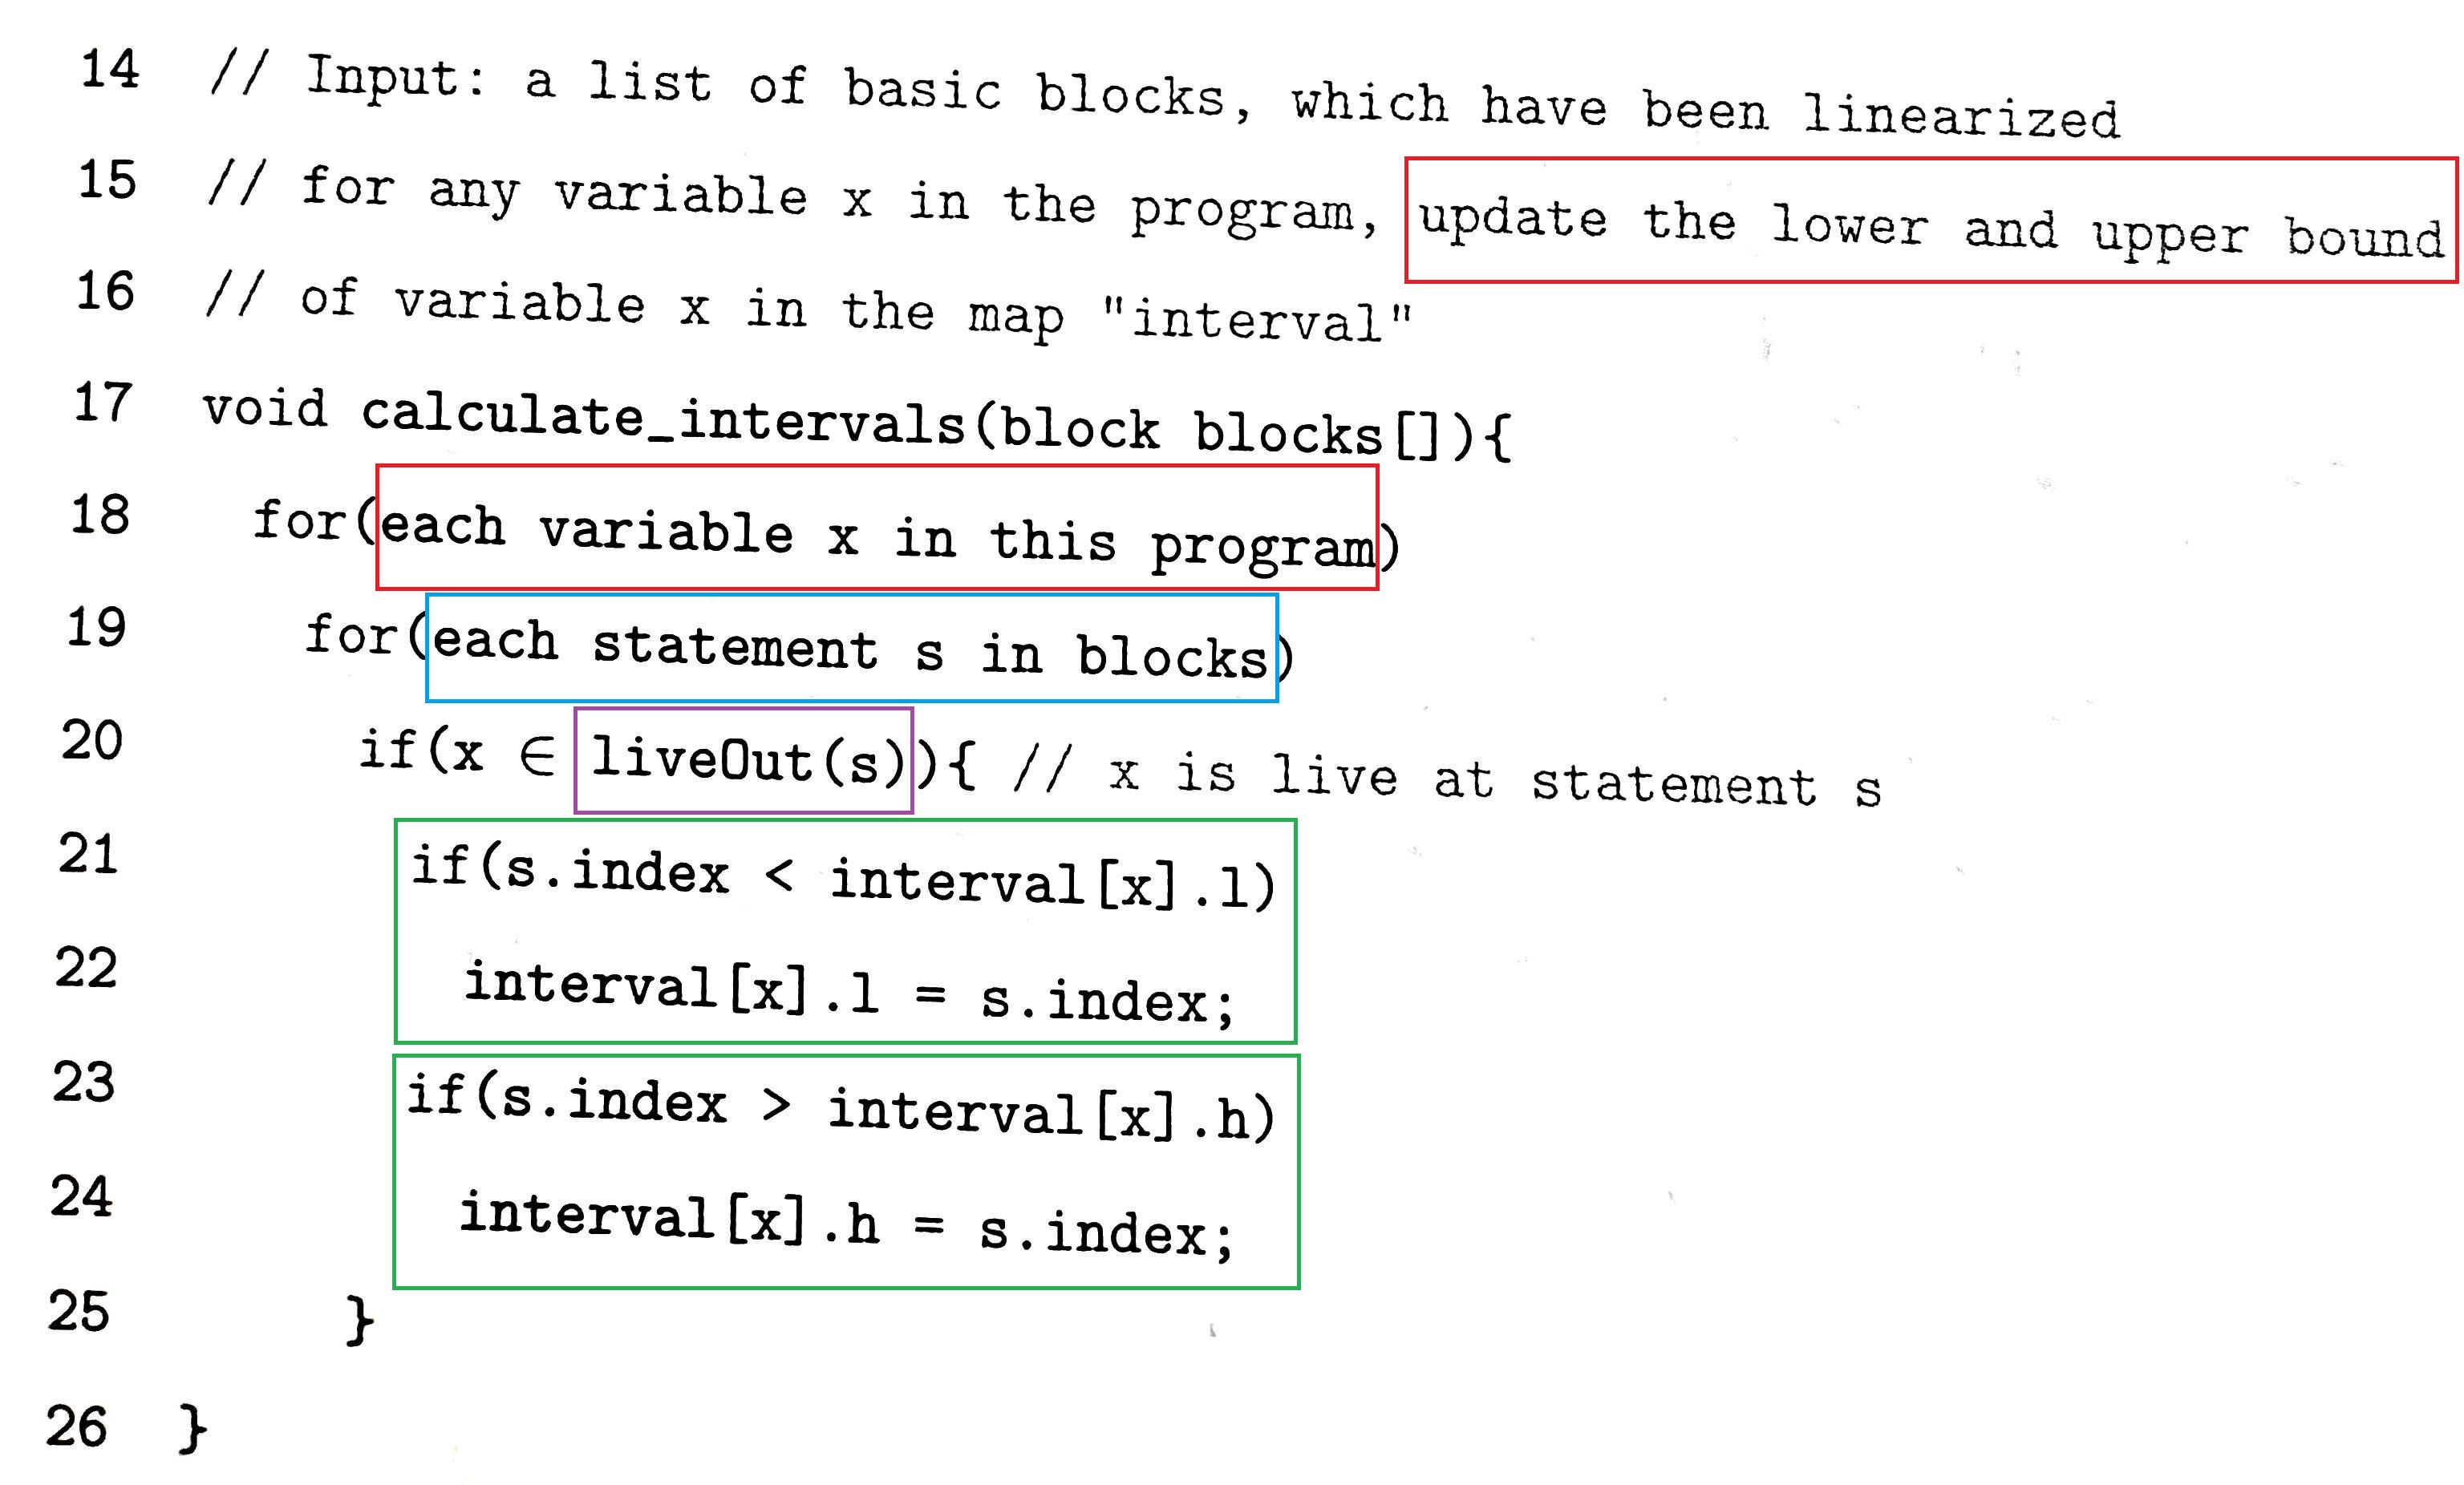 14 // Input: a list of basic blocks, which have been linearized
15 // for any variable x in the program, update the lower and upper bound
16 // of variable x in the map "interval"
17 void calculate_intervals(block blocks[]){
18 for(each variable x in this program)
19 for(each statement s in blocks)
20 if(x ∈ liveOut(s)){ // x is live at statement s
21 if(s.index < interval[x].l)
22 interval[x].l = s.index;
23 if(s.index > interval[x].h)
24 interval[x].h = s.index;
25 }
26 }